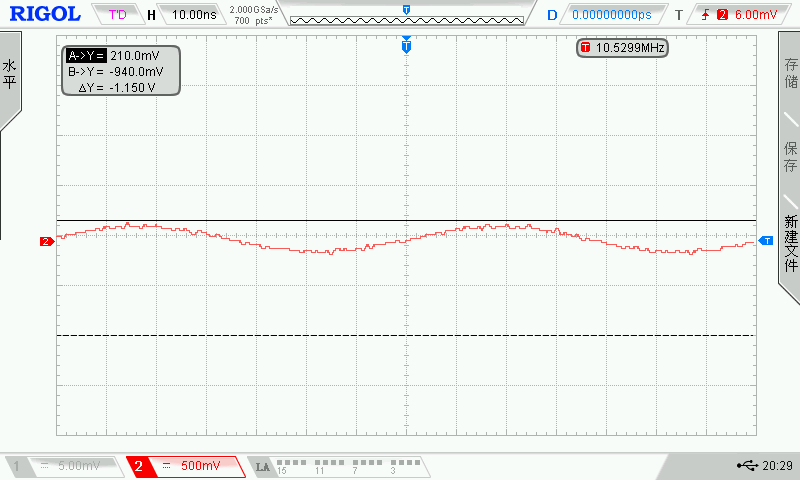 RIGOL T'D H 10.00ns 2.000GSa/s 700 pts* T D 0.00000000ps T 2 6.00mV
水平
A->Y= 210.0mV
B->Y= -940.0mV
ΔY= -1.150 V
T
T 10.5299MHz
存储
保存
新建文件
2
T
1 5.00mV 2 500mV LA 15 11 7 3 20:29